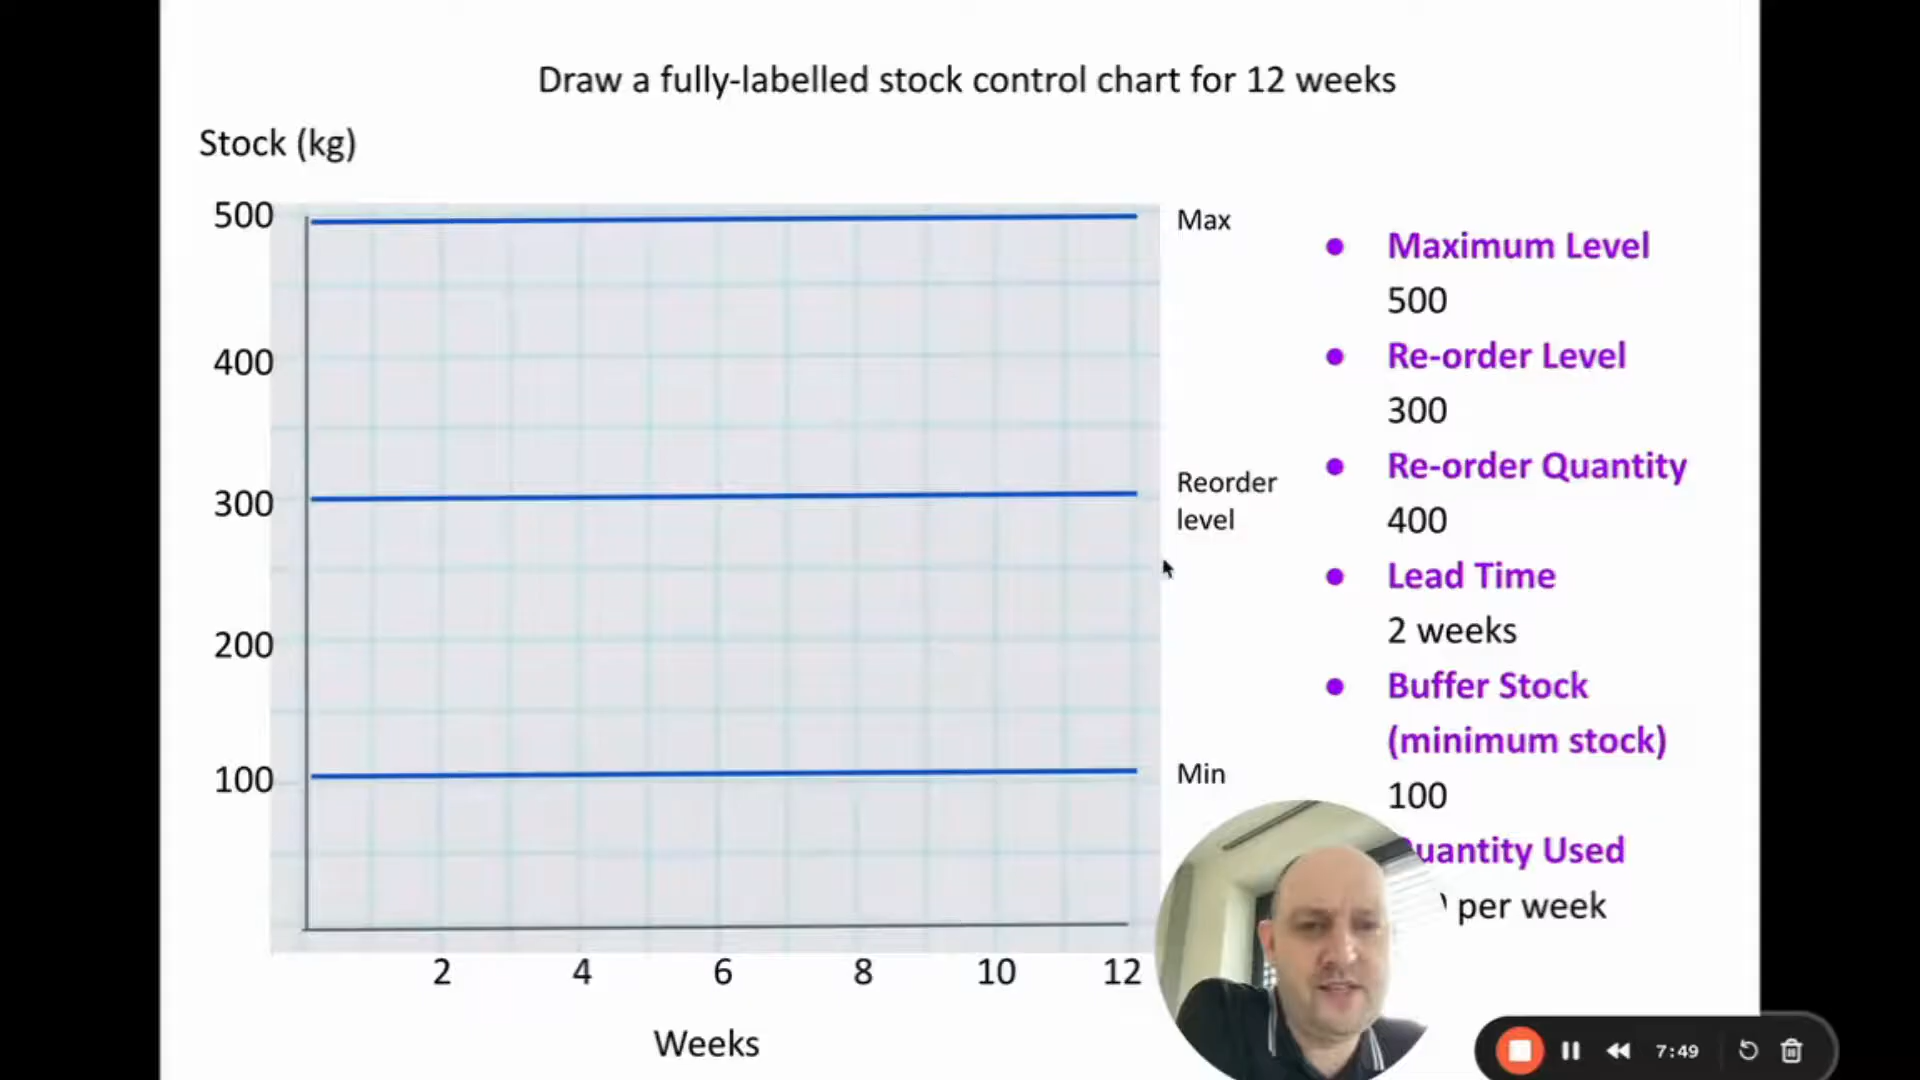 Draw a fully-labelled stock control chart for 12 weeks
Stock (kg)
500
400
300
200
100
Max
Reorder
level
Min
2 4 6 8 10 12
Weeks
Maximum Level
500
Re-order Level
300
Re-order Quantity
400
Lead Time
2 weeks
Buffer Stock
(minimum stock)
100
Used
per week
7:49